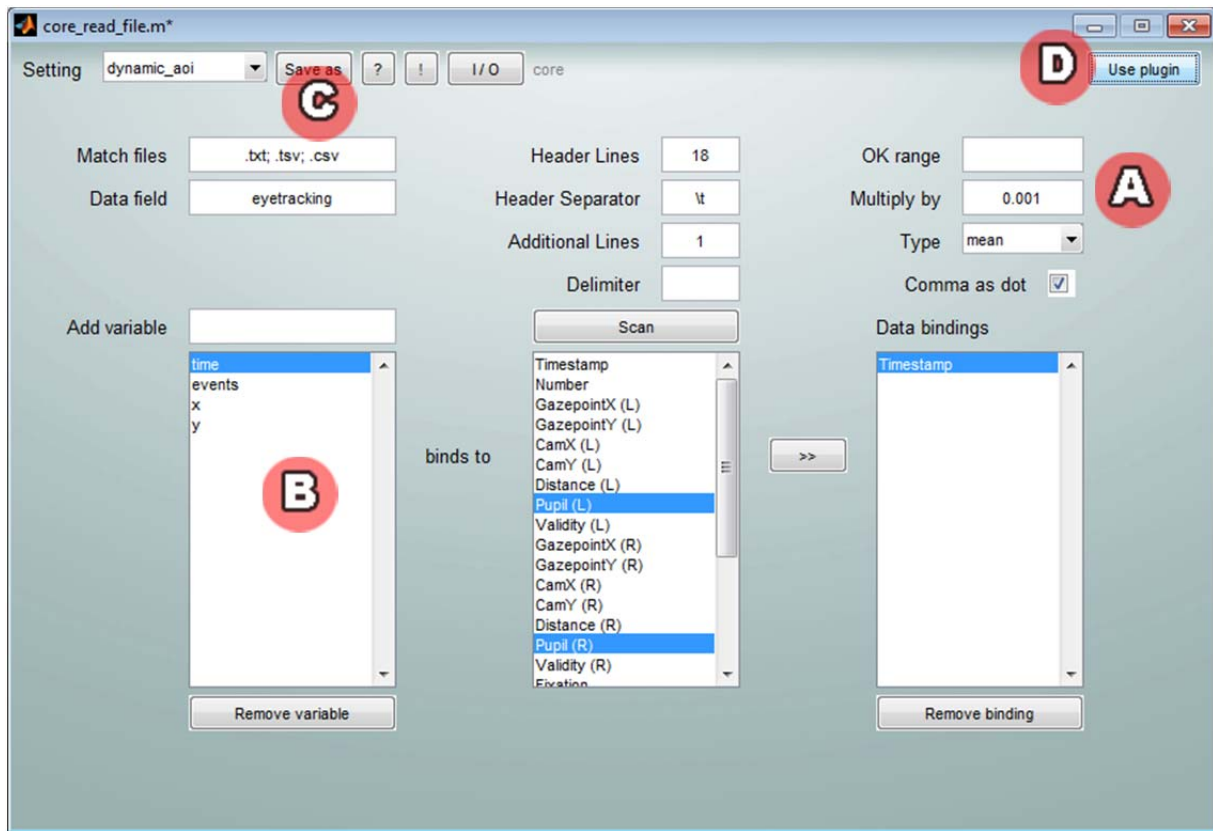 core_read_file.m*
Setting dynamic_aoi Save as ? ! I / O core D Use plugin
C
Match files .txt; .tsv; .csv Header Lines 18 OK range
A
Data field eyetracking Header Separator \t Multiply by 0.001
Additional Lines 1 Type mean
Delimiter Comma as dot
Add variable Scan Data bindings
time
events
x
y
B
Remove variable
binds to
Timestamp
Number
GazepointX (L)
GazepointY (L)
CamX (L)
CamY (L)
Distance (L)
Pupil (L)
Validity (L)
GazepointX (R)
GazepointY (R)
CamX (R)
CamY (R)
Distance (R)
Pupil (R)
Validity (R)
Fixation
>>
Timestamp
Remove binding